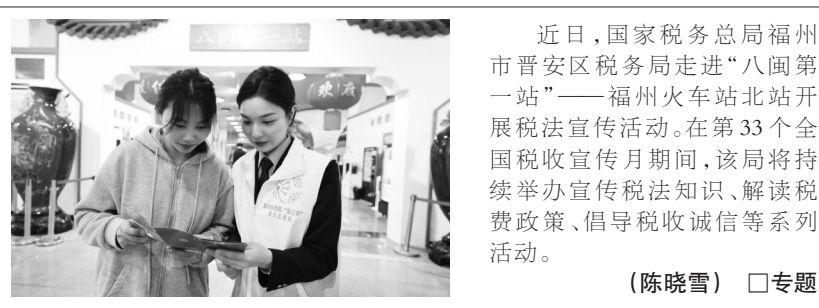 八闽第一站
近日，国家税务总局福州
市晋安区税务局走进“八闽第
一站”——福州火车站北站开
展税法宣传活动。在第33个全
国税收宣传月期间，该局将持
续举办宣传税法知识、解读税
费政策、倡导税收诚信等系列
活动。
（陈晓雪） □专题